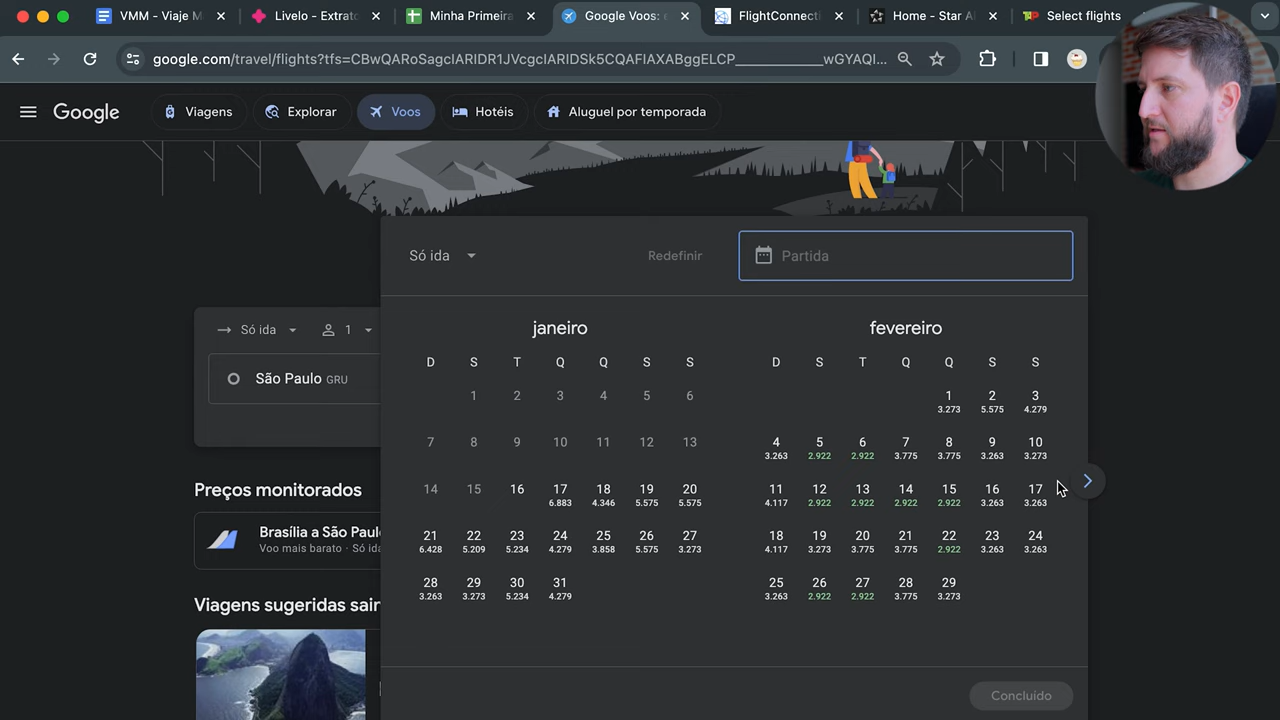 VMM - Viaje M
Livelo - Extrato
Minha Primeira
Google Voos: e
FlightConnecti
Home - Star Al
Select flights
google.com/travel/flights?tfs=CBwQARoSagcIARIDR1JVcgcIARIDSk5CQAFIAXABggELCP___________wGYAQI...
Google
Viagens
Explorar
Voos
Hotéis
Aluguel por temporada
Só ida
Redefinir
Partida
Só ida
1
São Paulo GRU
janeiro
D S T Q Q S S
1 2 3 4 5 6
7 8 9 10 11 12 13
14 15 16 17 18 19 20
6.883 4.346 5.575 5.575
21 22 23 24 25 26 27
6.428 5.209 5.234 4.279 3.858 5.575 3.273
28 29 30 31
3.263 3.273 5.234 4.279
fevereiro
D S T Q Q S S
1 2 3
3.273 5.575 4.279
4 5 6 7 8 9 10
3.263 2.922 2.922 3.775 3.775 3.263 3.273
11 12 13 14 15 16 17
4.117 2.922 2.922 2.922 2.922 3.263 3.263
18 19 20 21 22 23 24
4.117 3.273 3.775 3.775 2.922 3.263 3.263
25 26 27 28 29
3.263 2.922 2.922 3.775 3.273
Concluído
Preços monitorados
Brasília a São Paul
Voo mais barato · Só id
Viagens sugeridas sair